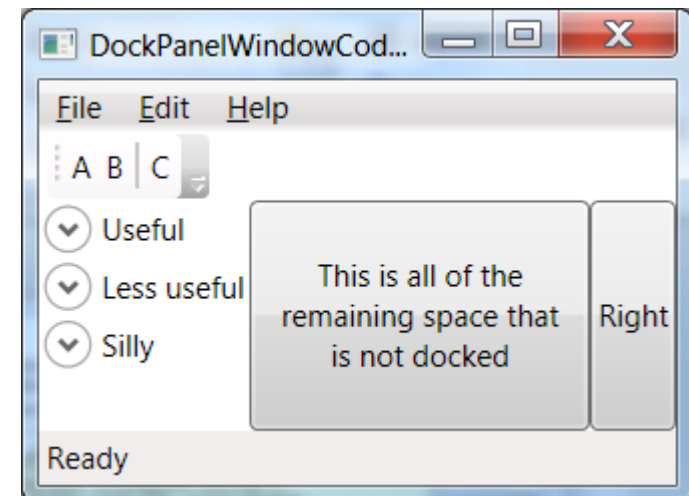 DockPanelWindowCod...
File Edit Help
A B C
Useful
Less useful
Silly
This is all of the
remaining space that
is not docked
Right
Ready